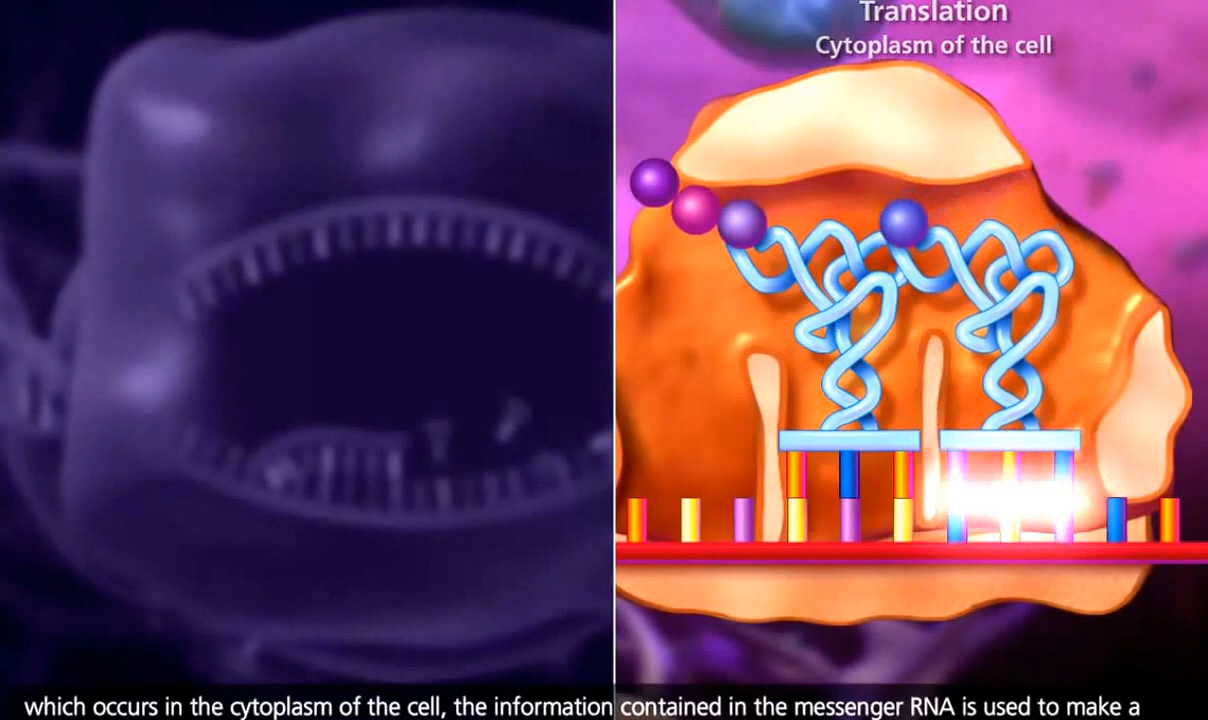 Translation
Cytoplasm of the cell
which occurs in the cytoplasm of the cell, the information contained in the messenger RNA is used to make a